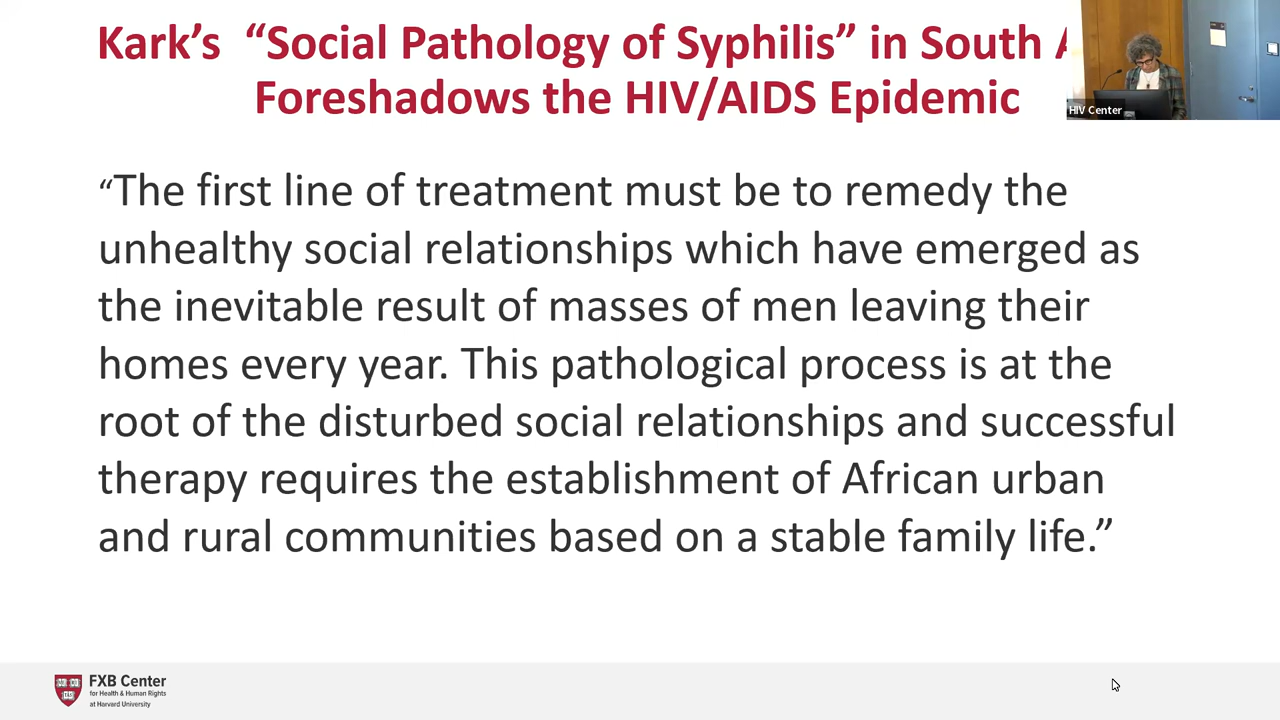 Kark's “Social Pathology of Syphilis” in South A
Foreshadows the HIV/AIDS Epidemic
HIV Center
“The first line of treatment must be to remedy the
unhealthy social relationships which have emerged as
the inevitable result of masses of men leaving their
homes every year. This pathological process is at the
root of the disturbed social relationships and successful
therapy requires the establishment of African urban
and rural communities based on a stable family life.”
FXB Center
for Health & Human Rights
at Harvard University